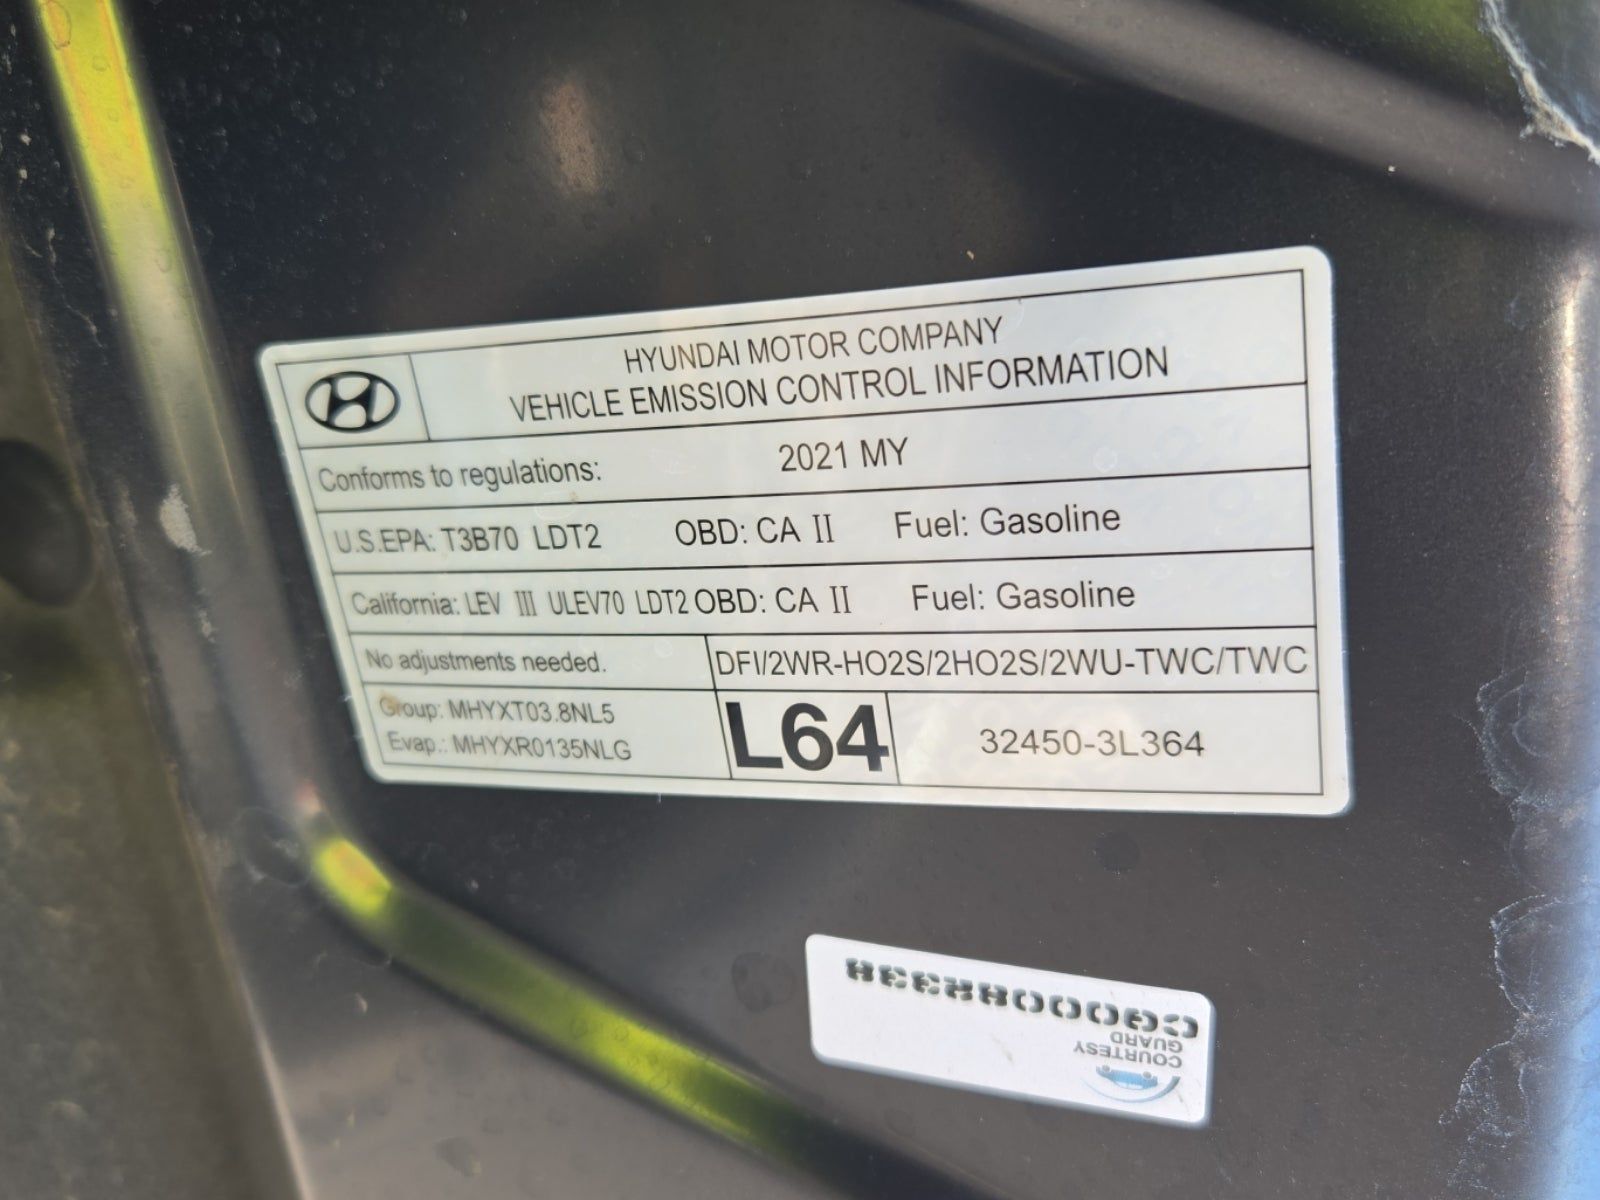 HYUNDAI MOTOR COMPANY
VEHICLE EMISSION CONTROL INFORMATION
Conforms to regulations: 2021 MY
U.S.EPA: T3B70 LDT2 OBD: CA II Fuel: Gasoline
California: LEV III ULEV70 LDT2 OBD: CA II Fuel: Gasoline
No adjustments needed. DFI/2WR-HO2S/2HO2S/2WU-TWC/TWC
Group: MHYXT03.8NL5
Evap.: MHYXR0135NLG
L64
32450-3L364
COURTESY
GUARD